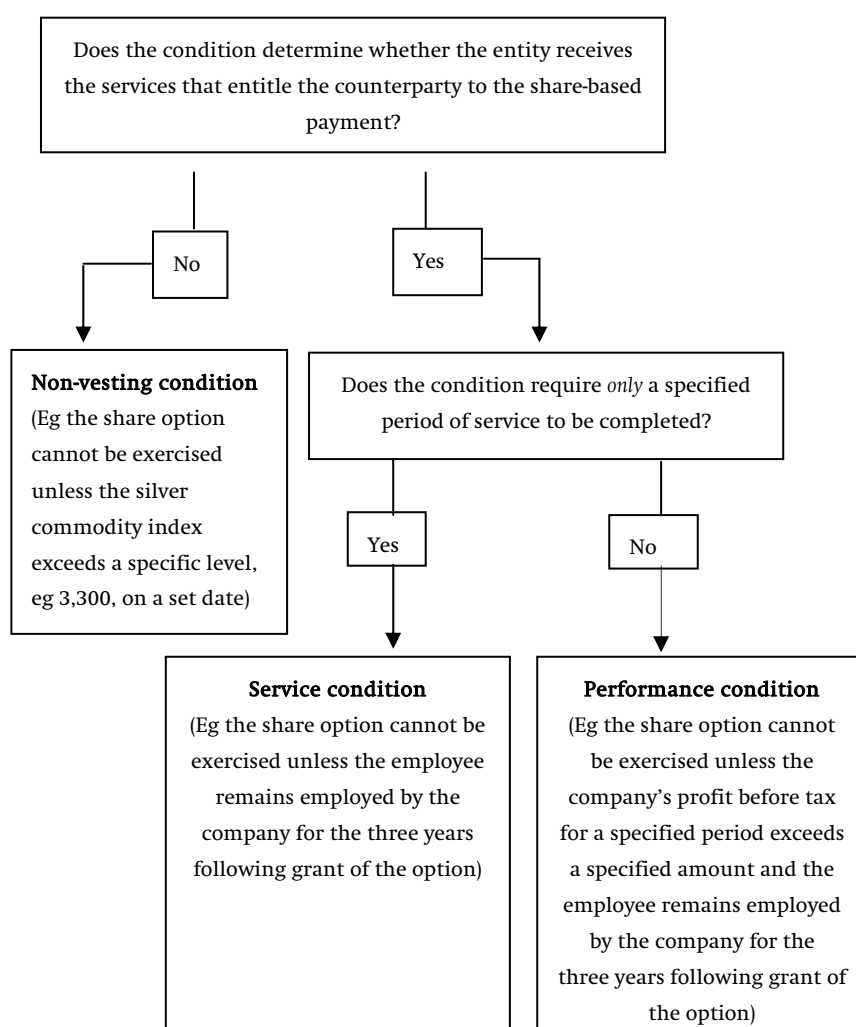 Does the condition determine whether the entity receives
the services that entitle the counterparty to the share-based
payment?
No
Yes
Non-vesting condition
(Eg the share option
cannot be exercised
unless the silver
commodity index
exceeds a specific level,
eg 3,300, on a set date)
Does the condition require only a specified
period of service to be completed?
Yes
No
Service condition
(Eg the share option cannot be
exercised unless the employee
remains employed by the
company for the three years
following grant of the option)
Performance condition
(Eg the share option cannot
be exercised unless the
company’s profit before tax
for a specified period exceeds
a specified amount and the
employee remains employed
by the company for the
three years following grant of
the option)